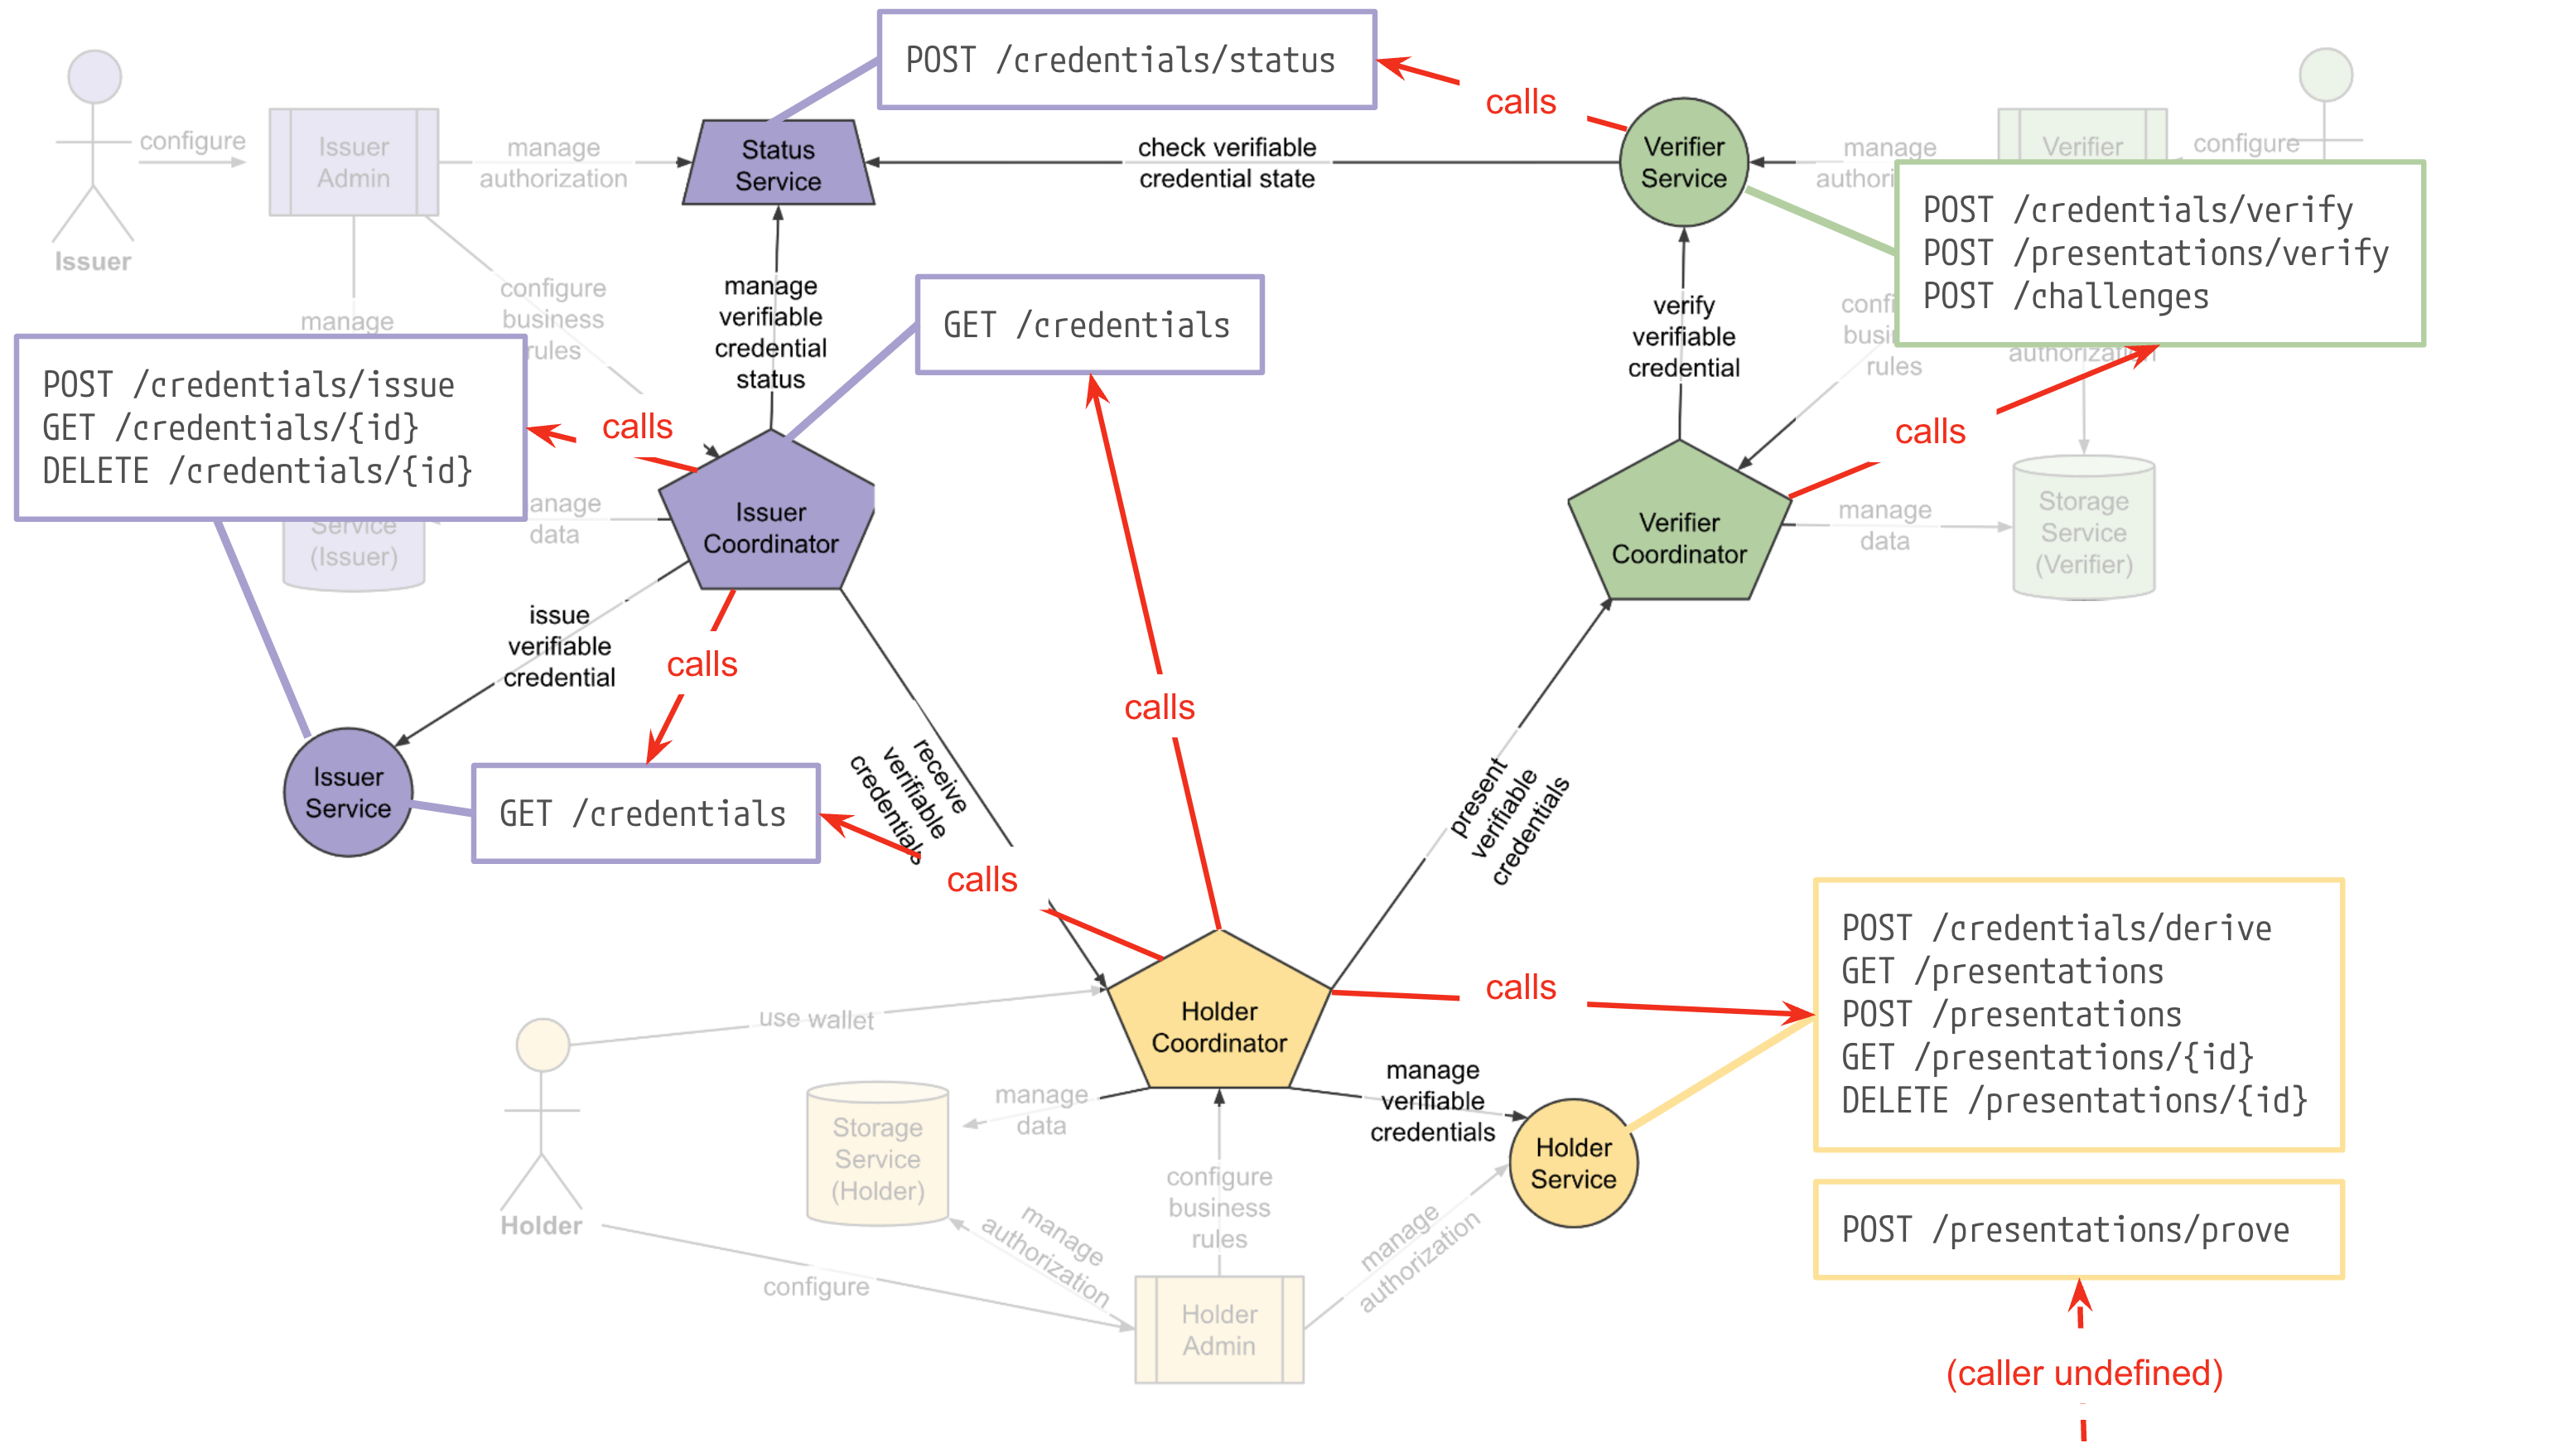 POST /credentials/status
calls
configure
Issuer
Admin
manage
authorization
Status
Service
check verifiable
credential state
Verifier
Service
manage
Verifier
configure
Issuer
POST /credentials/verify
POST /presentations/verify
POST /challenges
configure
business
rules
manage
verifiable
credential
status
GET /credentials
verify
verifiable
credential
rules
authorization
manage
POST /credentials/issue
GET /credentials/{id}
DELETE /credentials/{id}
calls
calls
Issuer
Coordinator
Verifier
Coordinator
manage
data
Storage
Service
(Verifier)
anage
data
Service
(Issuer)
issue
verifiable
credential
calls
calls
receive
verifiable
credentials
present
verifiable
credentials
Issuer
Service
GET /credentials
calls
POST /credentials/derive
GET /presentations
POST /presentations
GET /presentations/{id}
DELETE /presentations/{id}
calls
Holder
Coordinator
use wallet
manage
verifiable
credentials
manage
data
Storage
Service
(Holder)
Holder
Service
configure
business
rules
manage
authorization
manage
authorization
Holder
POST /presentations/prove
configure
Holder
Admin
(caller undefined)